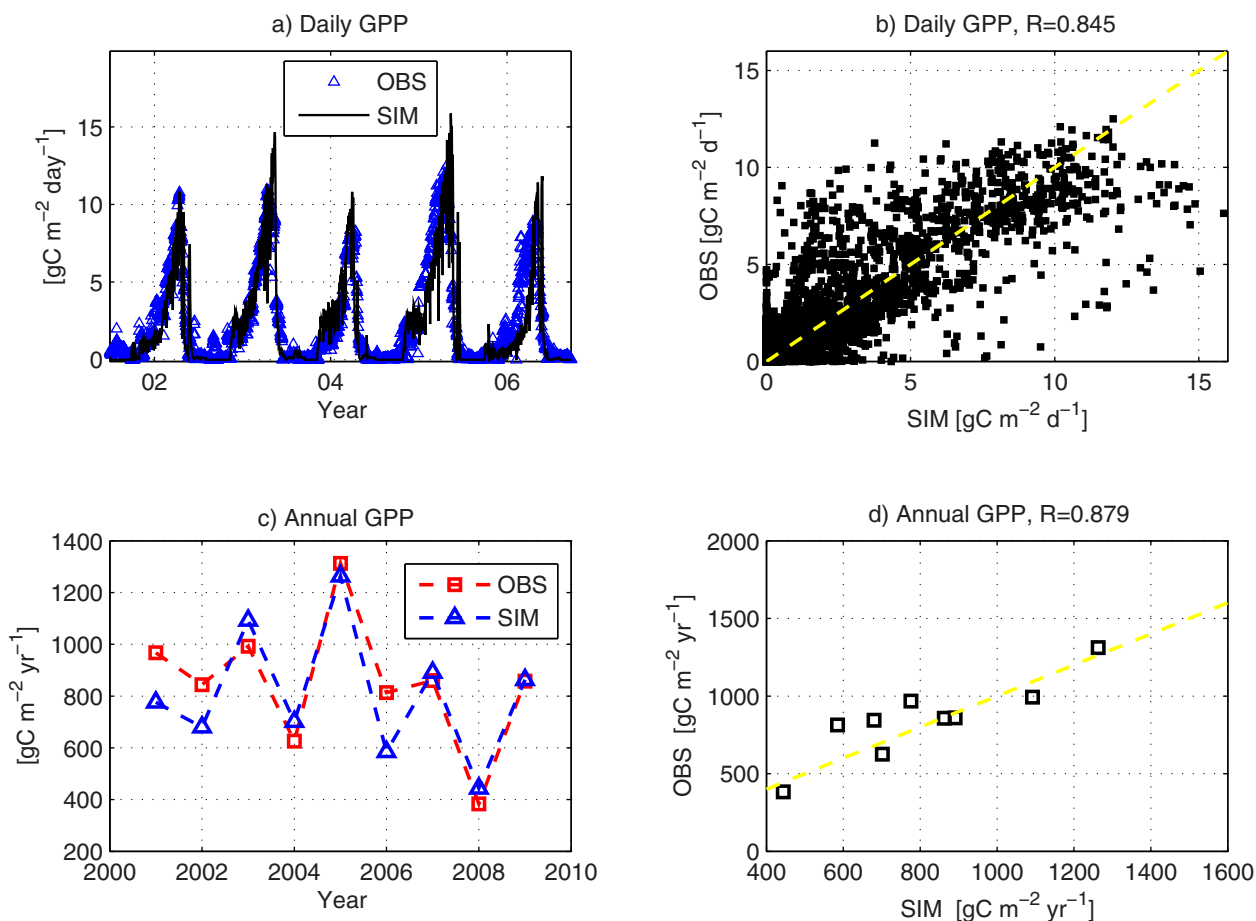 a) Daily GPP
[gC m⁻² day⁻¹]
15
10
5
0
OBS
SIM
02
04
06
Year
b) Daily GPP, R=0.845
OBS [gC m⁻² d⁻¹]
15
10
5
0
0
5
10
15
SIM [gC m⁻² d⁻¹]
c) Annual GPP
[gC m⁻² yr⁻¹]
1400
1200
1000
800
600
400
200
OBS
SIM
2000
2002
2004
2006
2008
2010
Year
d) Annual GPP, R=0.879
OBS [gC m⁻² yr⁻¹]
2000
1500
1000
500
0
400
600
800
1000
1200
1400
1600
SIM [gC m⁻² yr⁻¹]